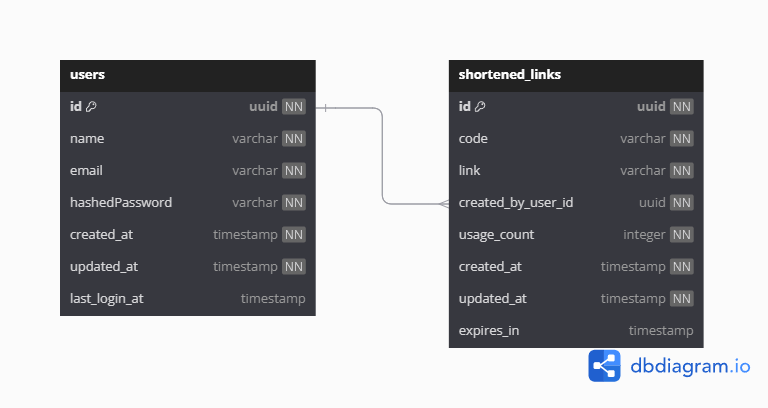 users
id uuid NN
name varchar NN
email varchar NN
hashedPassword varchar NN
created_at timestamp NN
updated_at timestamp NN
last_login_at timestamp
shortened_links
id uuid NN
code varchar NN
link varchar NN
created_by_user_id uuid NN
usage_count integer NN
created_at timestamp NN
updated_at timestamp NN
expires_in timestamp
dbdiagram.io